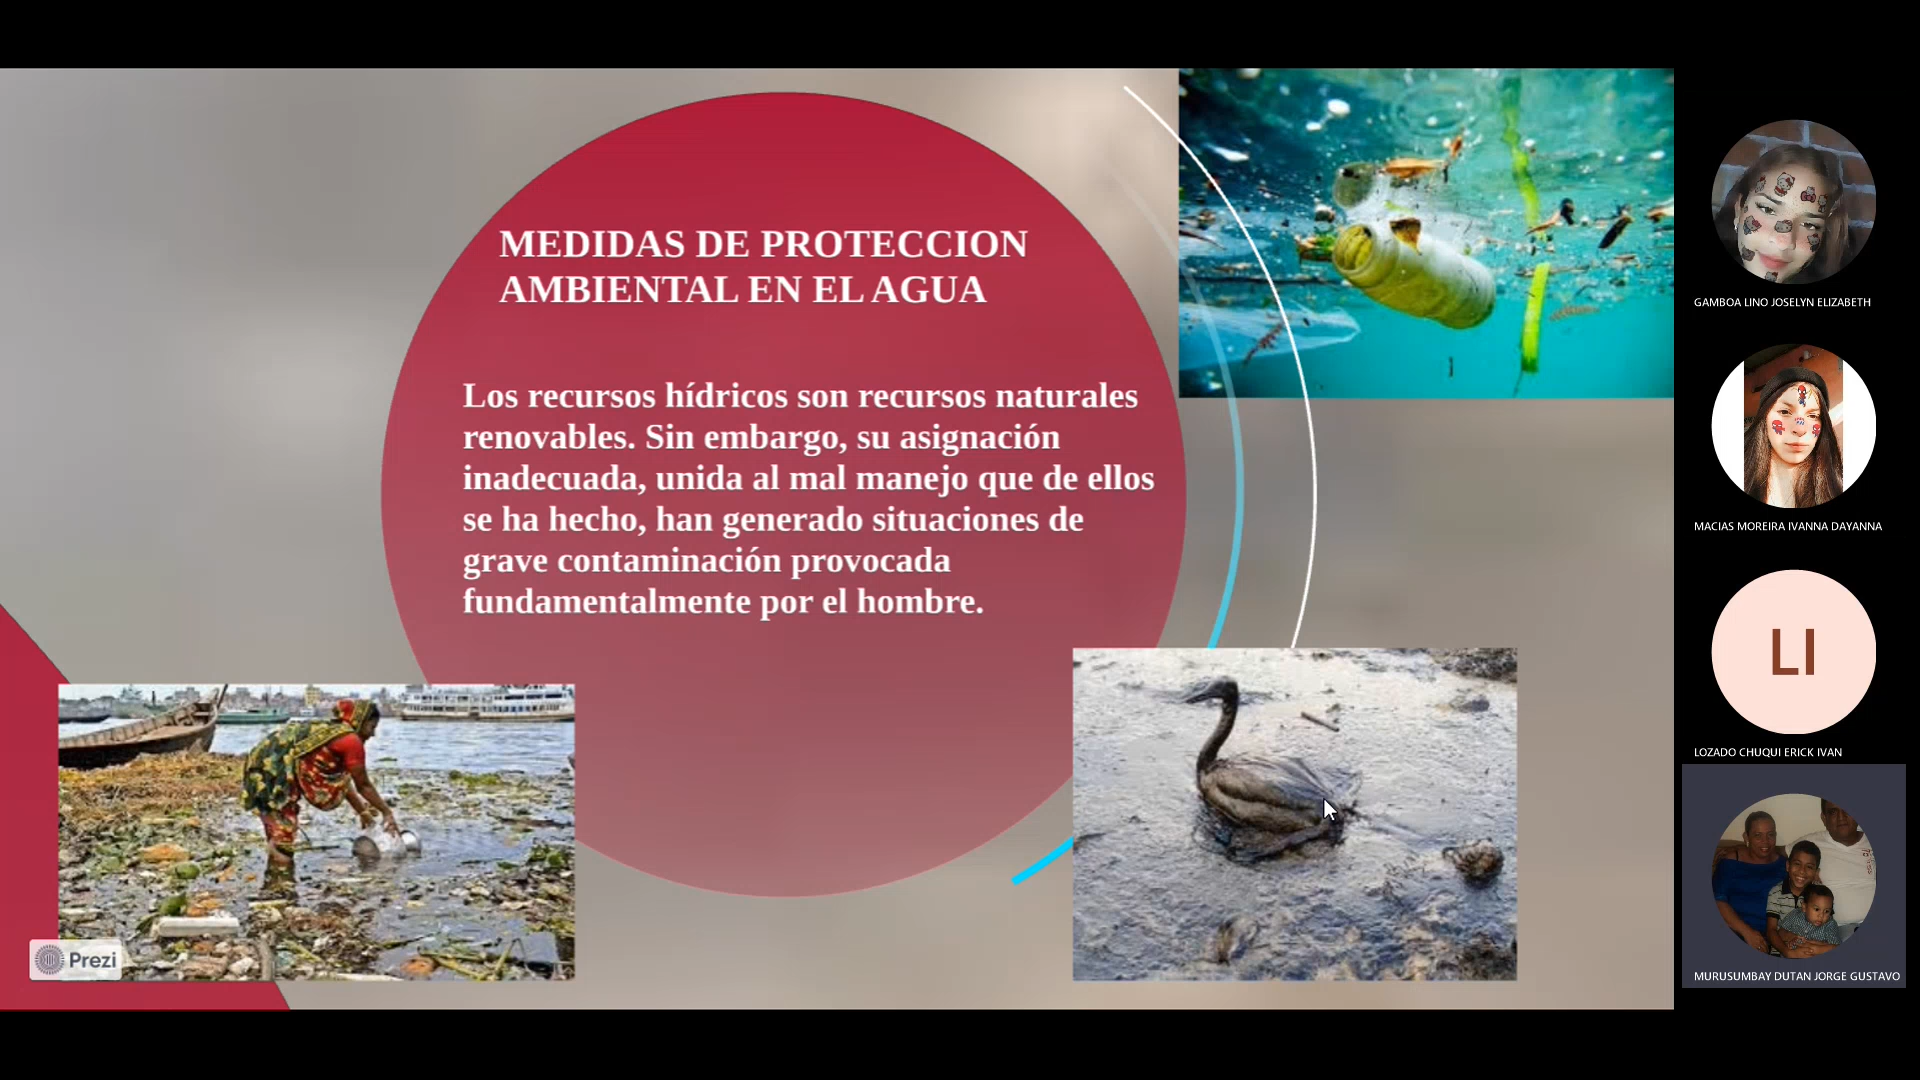 MEDIDAS DE PROTECCION
AMBIENTAL EN EL AGUA
Los recursos hídricos son recursos naturales
renovables. Sin embargo, su asignación
inadecuada, unida al mal manejo que de ellos
se ha hecho, han generado situaciones de
grave contaminación provocada
fundamentalmente por el hombre.
Prezi
GAMBOA LINO JOSELYN ELIZABETH
MACIAS MOREIRA IVANNA DAYANNA
LI
LOZADO CHUQUI ERICK IVAN
MURUSUMBAY DUTAN JORGE GUSTAVO